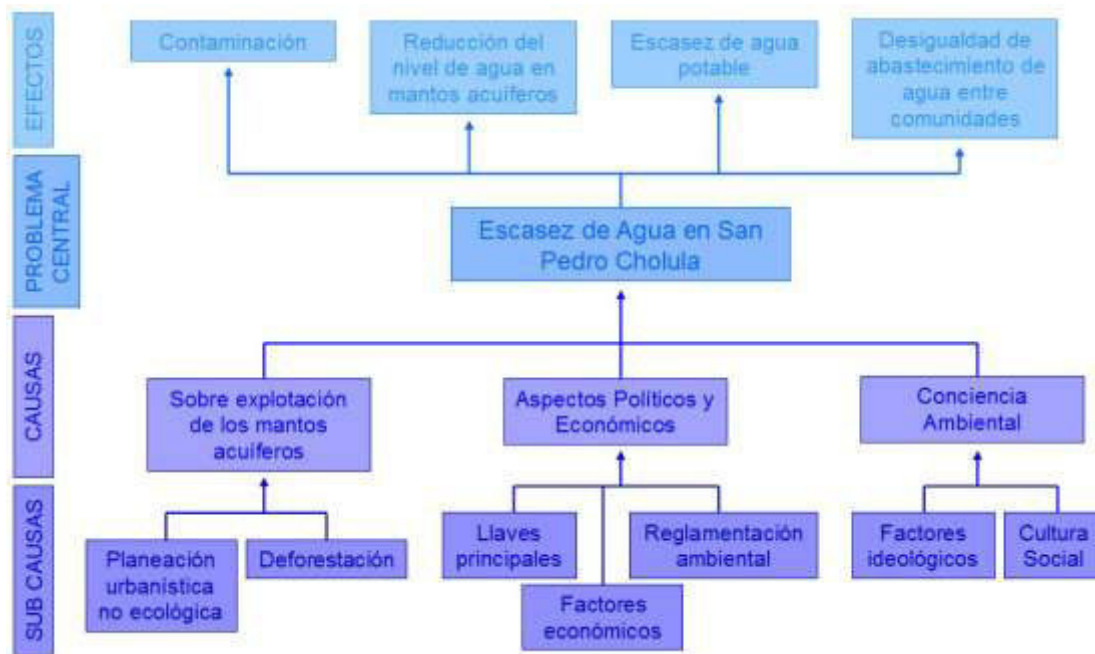 EFECTOS
Contaminación
Reducción del
nivel de agua en
mantos acuíferos
Escasez de agua
potable
Desigualdad de
abastecimiento de
agua entre
comunidades
PROBLEMA
CENTRAL
Escasez de Agua en San
Pedro Cholula
CAUSAS
Sobre explotación
de los mantos
acuíferos
Aspectos Políticos y
Económicos
Conciencia
Ambiental
SUB CAUSAS
Planeación
urbanística
no ecológica
Deforestación
Llaves
principales
Factores
económicos
Reglamentación
ambiental
Factores
ideológicos
Cultura
Social